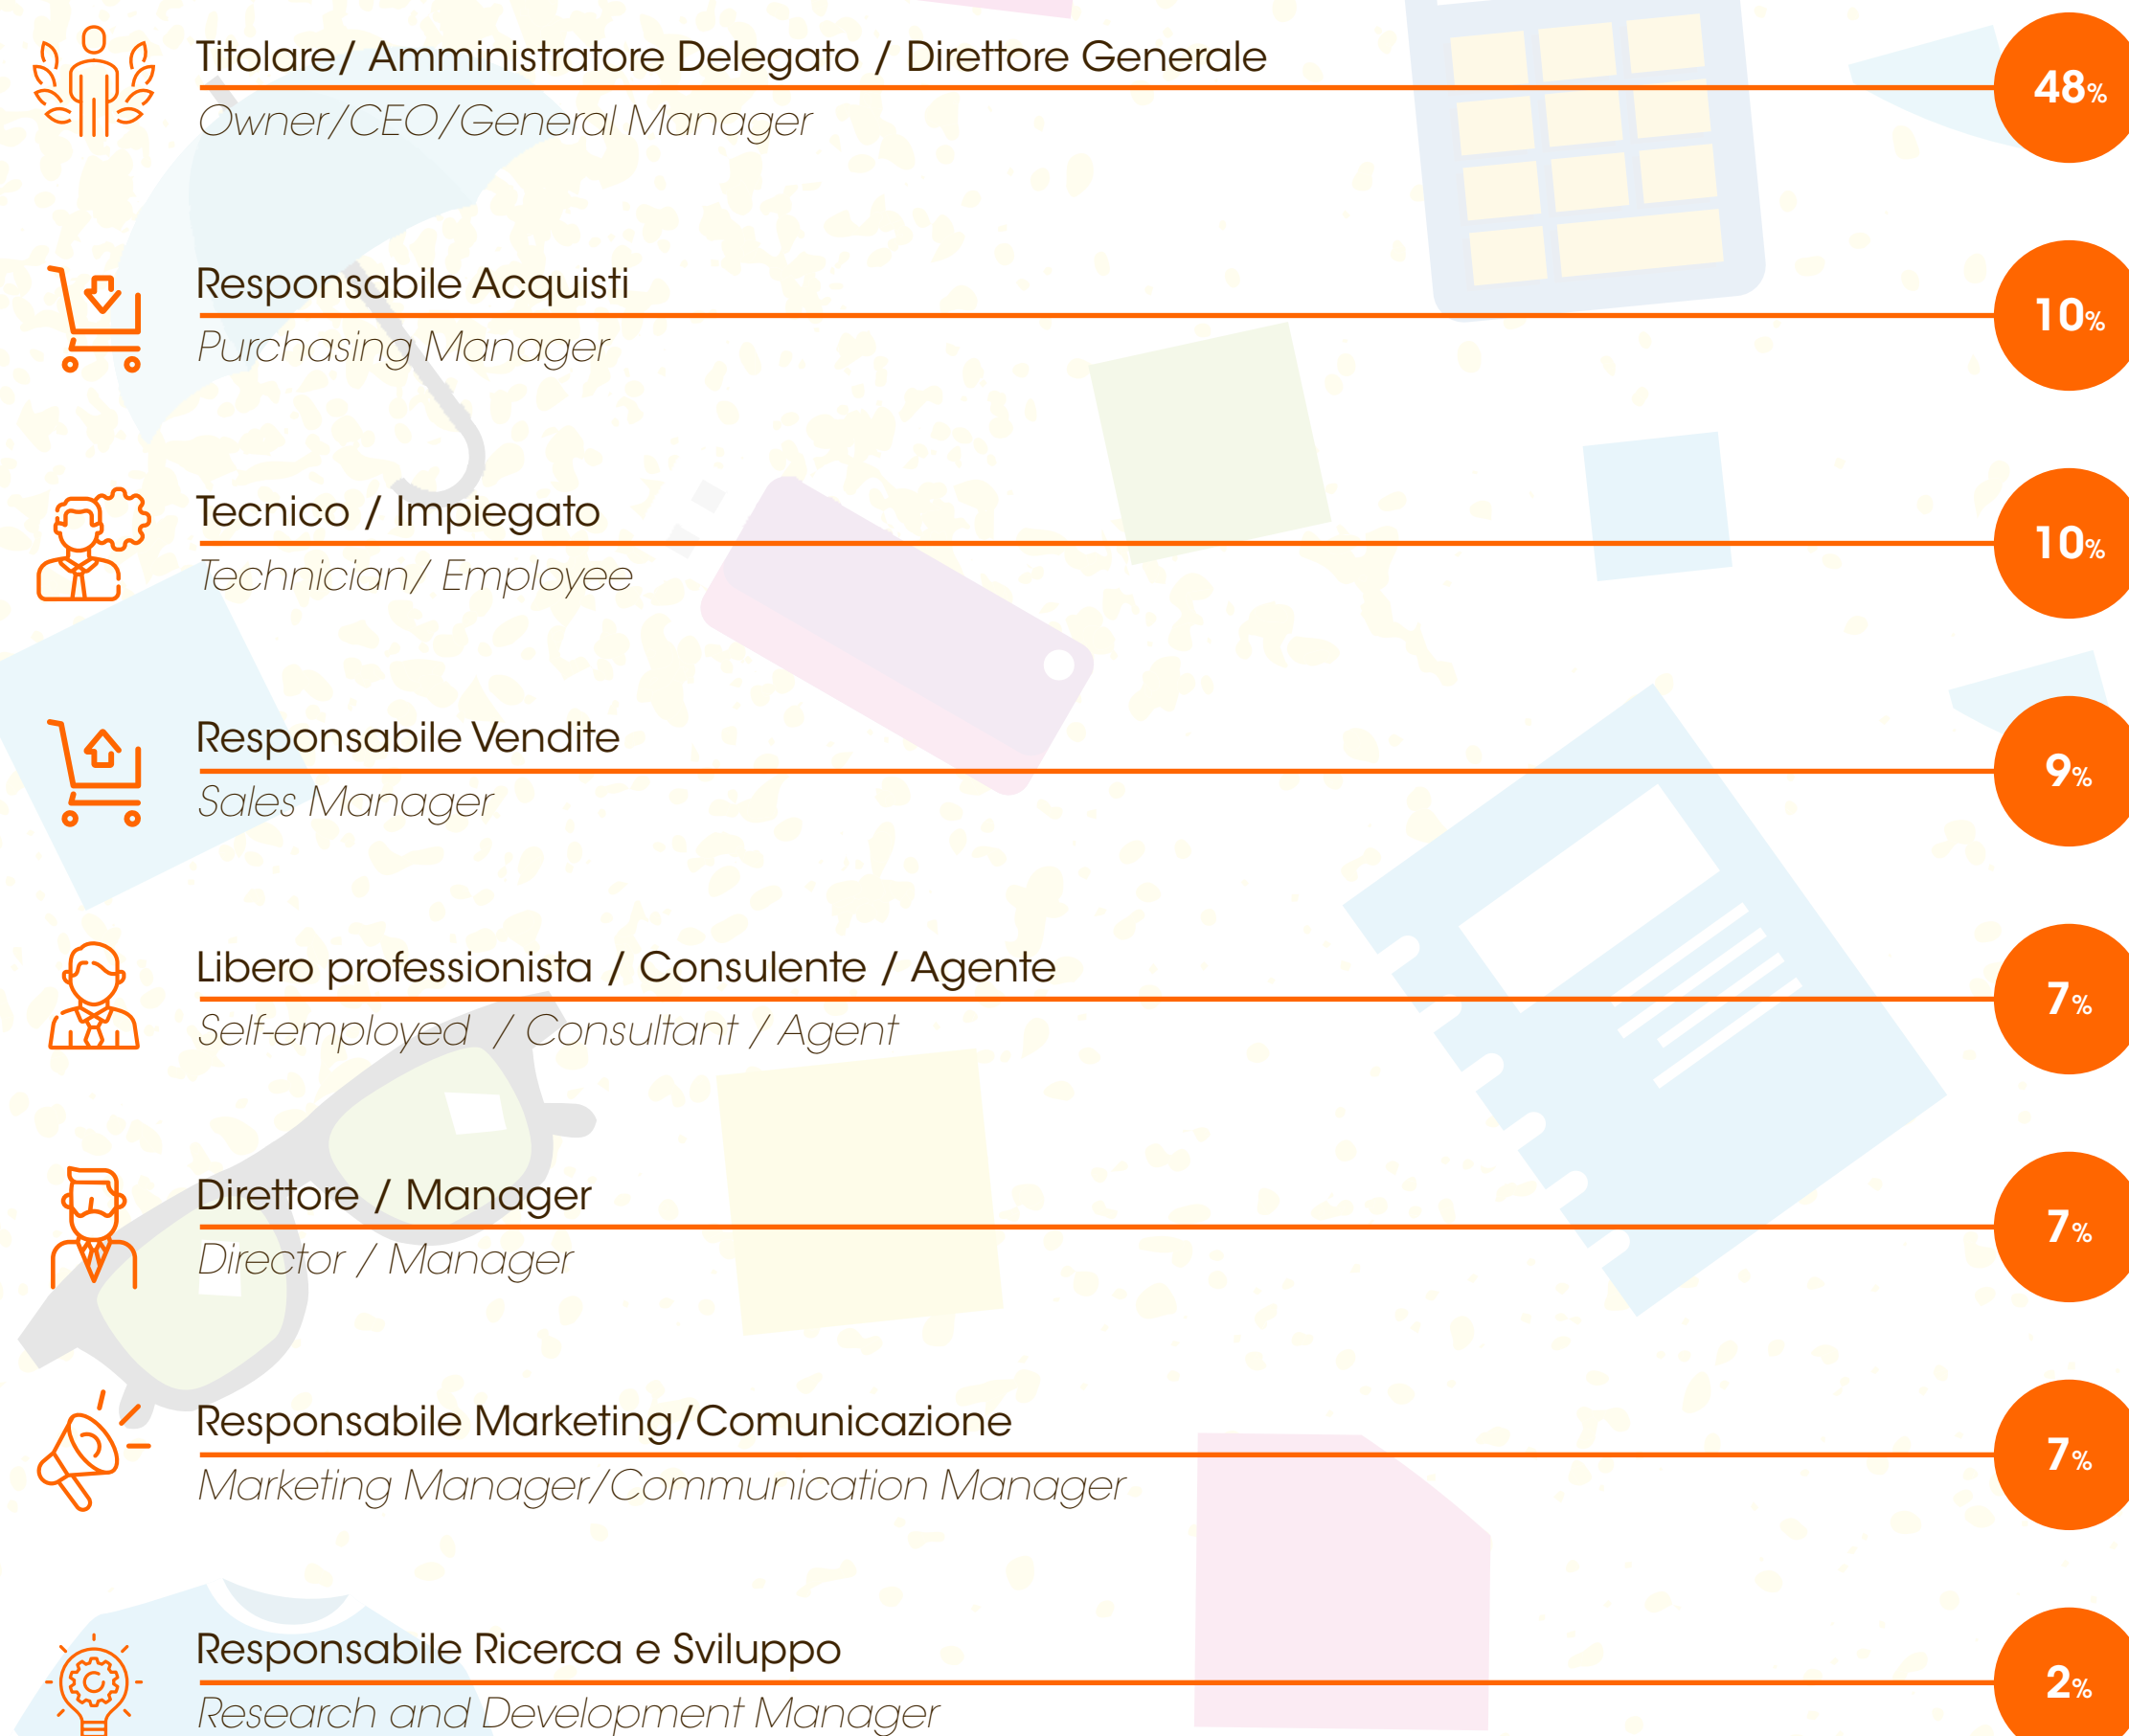 Titolare/ Amministratore Delegato / Direttore Generale
48%
Owner/CEO/General Manager
Responsabile Acquisti
10%
Purchasing Manager
Tecnico / Impiegato
10%
Technician/ Employee
Responsabile Vendite
9%
Sales Manager
Libero professionista / Consulente / Agente
7%
Self-employed / Consultant / Agent
Direttore / Manager
7%
Director / Manager
Responsabile Marketing/Comunicazione
7%
Marketing Manager/Communication Manager
Responsabile Ricerca e Sviluppo
2%
Research and Development Manager